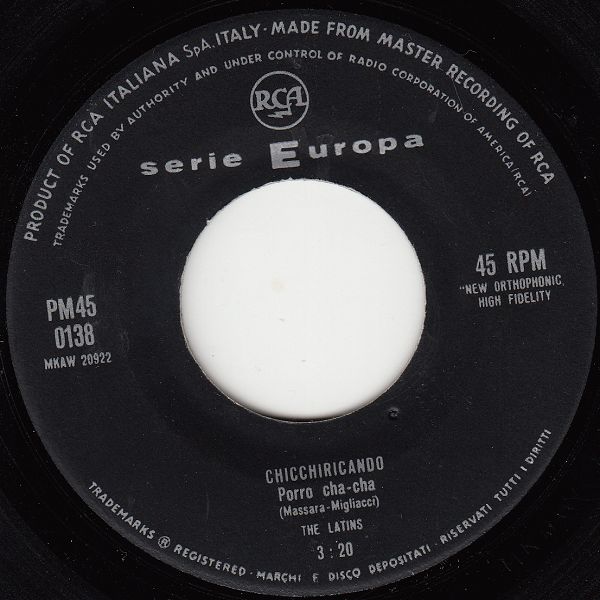 PRODUCT OF RCA ITALIANA SpA. ITALY · MADE FROM MASTER RECORDING OF RCA
TRADEMARKS USED BY AUTHORITY AND UNDER CONTROL OF RADIO CORPORATION OF AMERICA (RCA)
RCA
serie Europa
PM45
0138
MKAW 20922
45 RPM
"NEW ORTHOPHONIC,
HIGH FIDELITY
CHICCHIRICANDO
Porro cha-cha
(Massara-Migliacci)
THE LATINS
3:20
TRADEMARKS ® REGISTERED · MARCHI E DISCO DEPOSITATI · RISERVATI TUTTI I DIRITTI